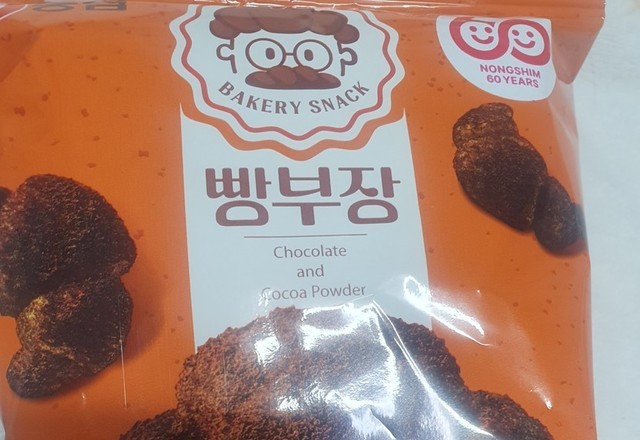 NONGSHIM
60 YEARS
BAKERY SNACK
빵부장
Chocolate
and
Cocoa Powder